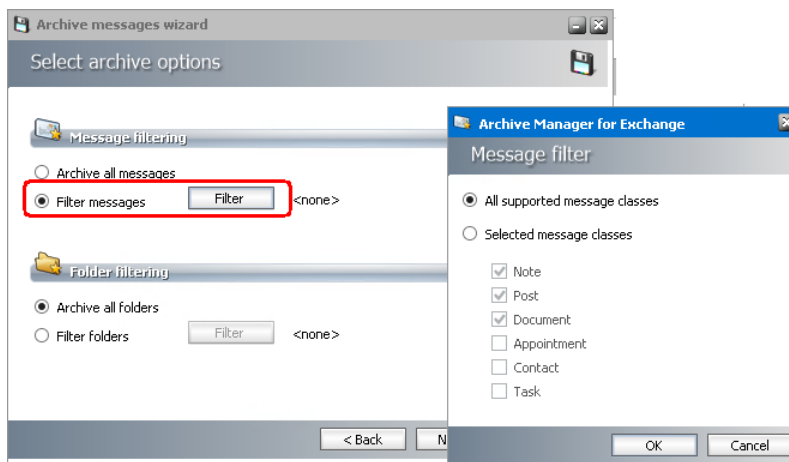 Archive messages wizard
Select archive options
Message filtering
Archive all messages
Filter messages Filter <none>
Folder filtering
Archive all folders
Filter folders Filter <none>
< Back N
Archive Manager for Exchange
Message filter
All supported message classes
Selected message classes
Note
Post
Document
Appointment
Contact
Task
OK Cancel